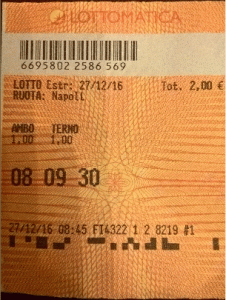 LOTTOMATICA
6695802 2586 569
LOTTO Estr: 27/12/16 Tot. 2,00 €
RUOTA: Napoli
AMBO TERNO
1.00 1.00
08 09 30
27/12/16 08:45 FT4322 1 2 8219 #1